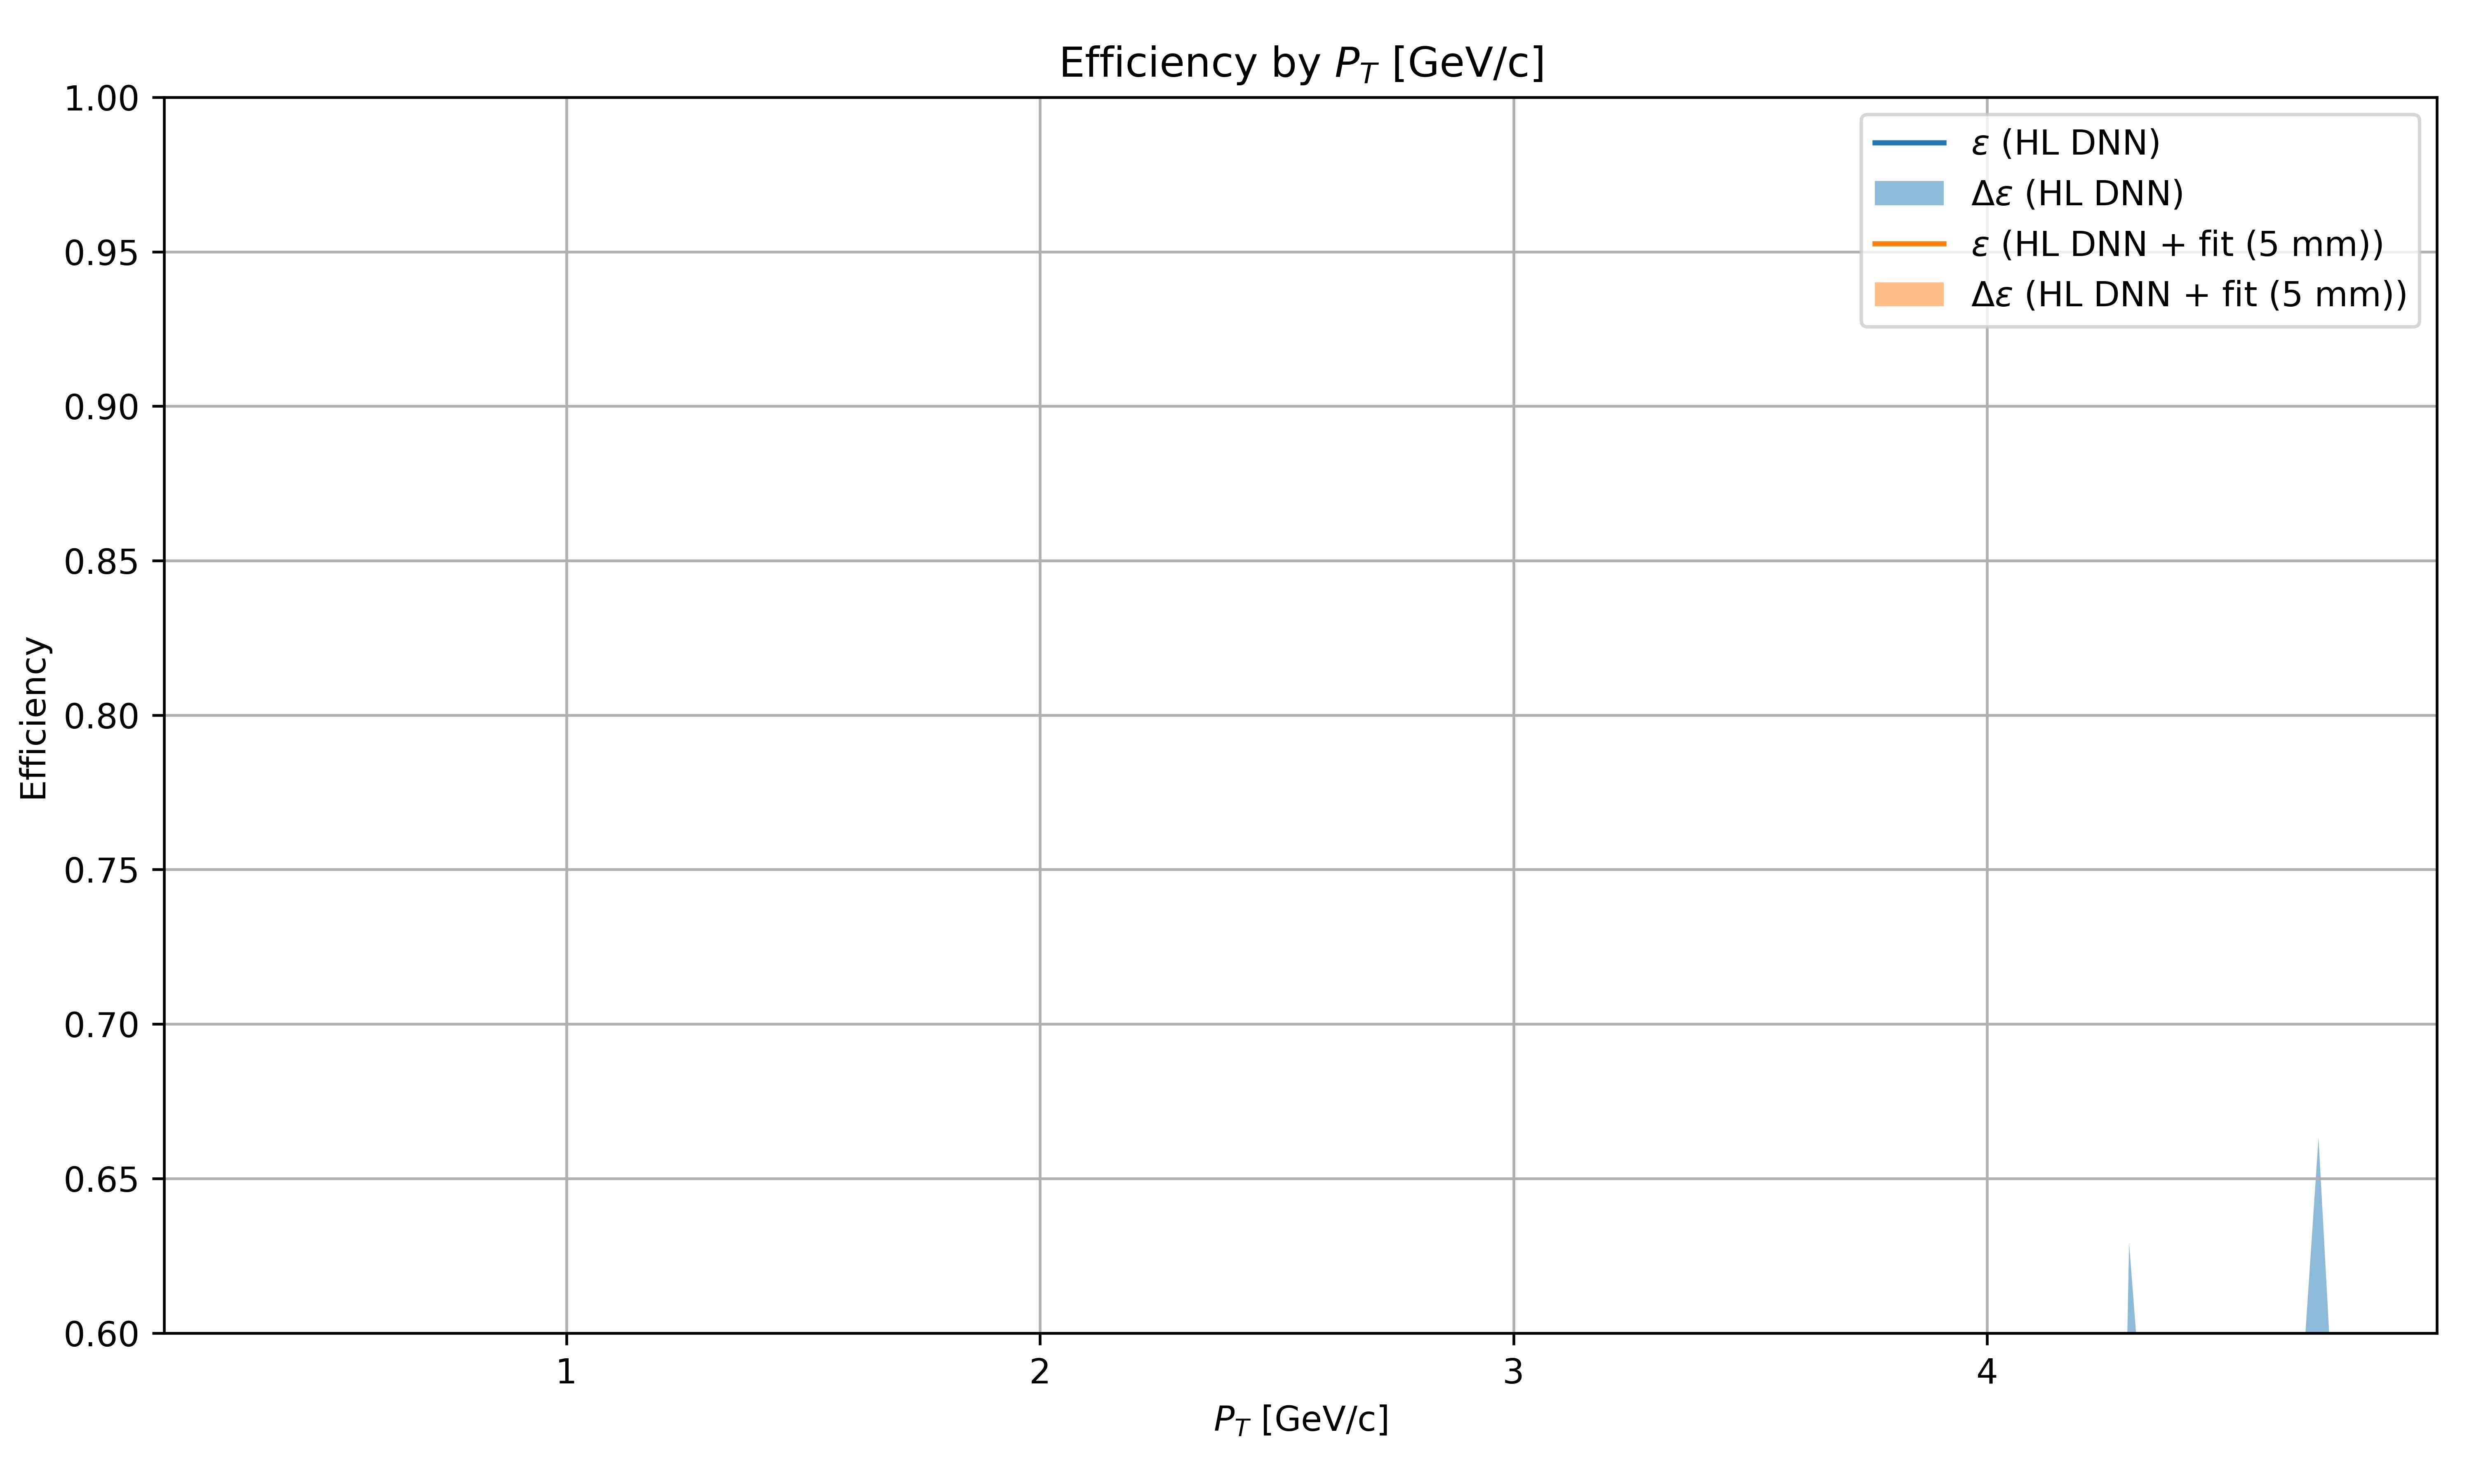 Efficiency by P_T [GeV/c]
ε (HL DNN)
Δε (HL DNN)
ε (HL DNN + fit (5 mm))
Δε (HL DNN + fit (5 mm))
1.00
0.95
0.90
0.85
0.80
0.75
0.70
0.65
0.60
Efficiency
1 2 3 4
P_T [GeV/c]